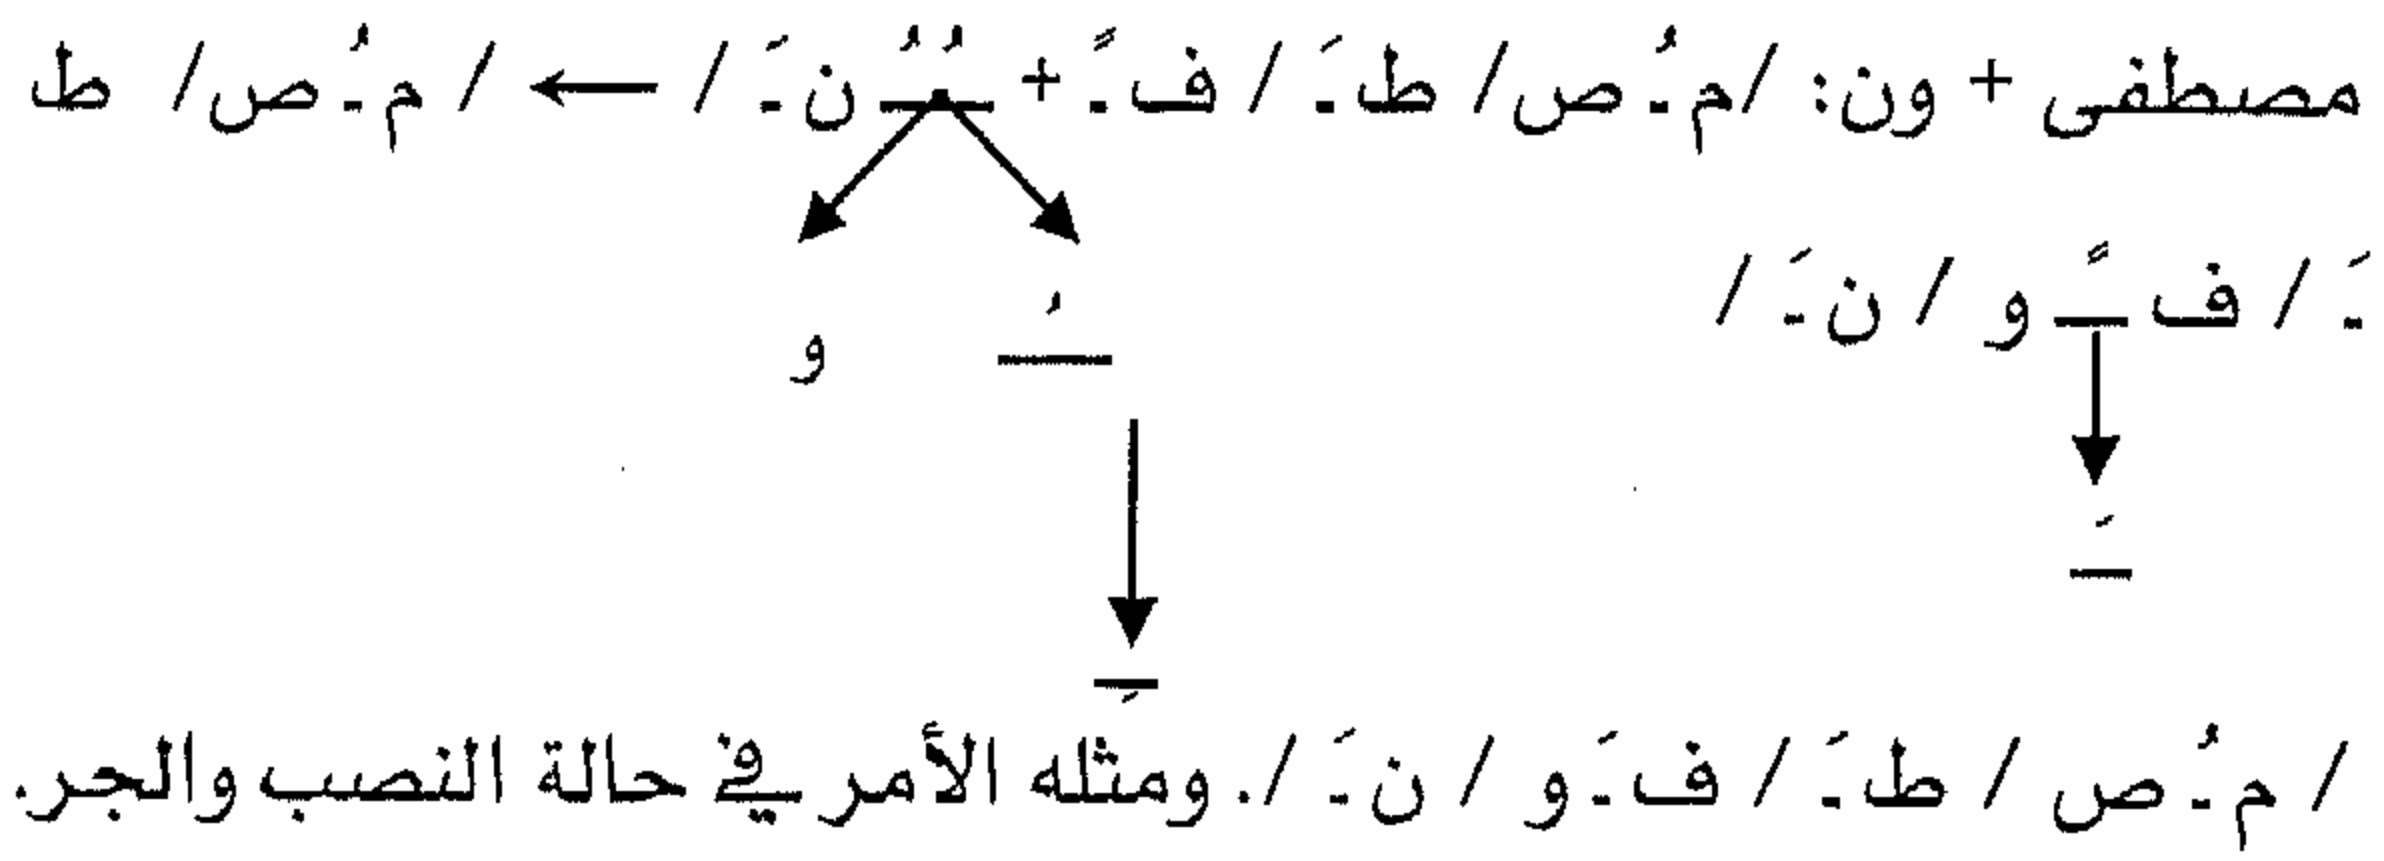 مصطفى + ون: / م ـُ ص / ط ـَ / ف ـً + ـُـُ ن ـَ / ← / م ـُ ص / ط
ـَ / ف ـً و / ن ـَ /
ـُ و
ـَ
ـَ
/ م ـُ ص / ط ـَ / ف ـَ و / ن ـَ /. ومثله الأمر في حالة النصب والجر.